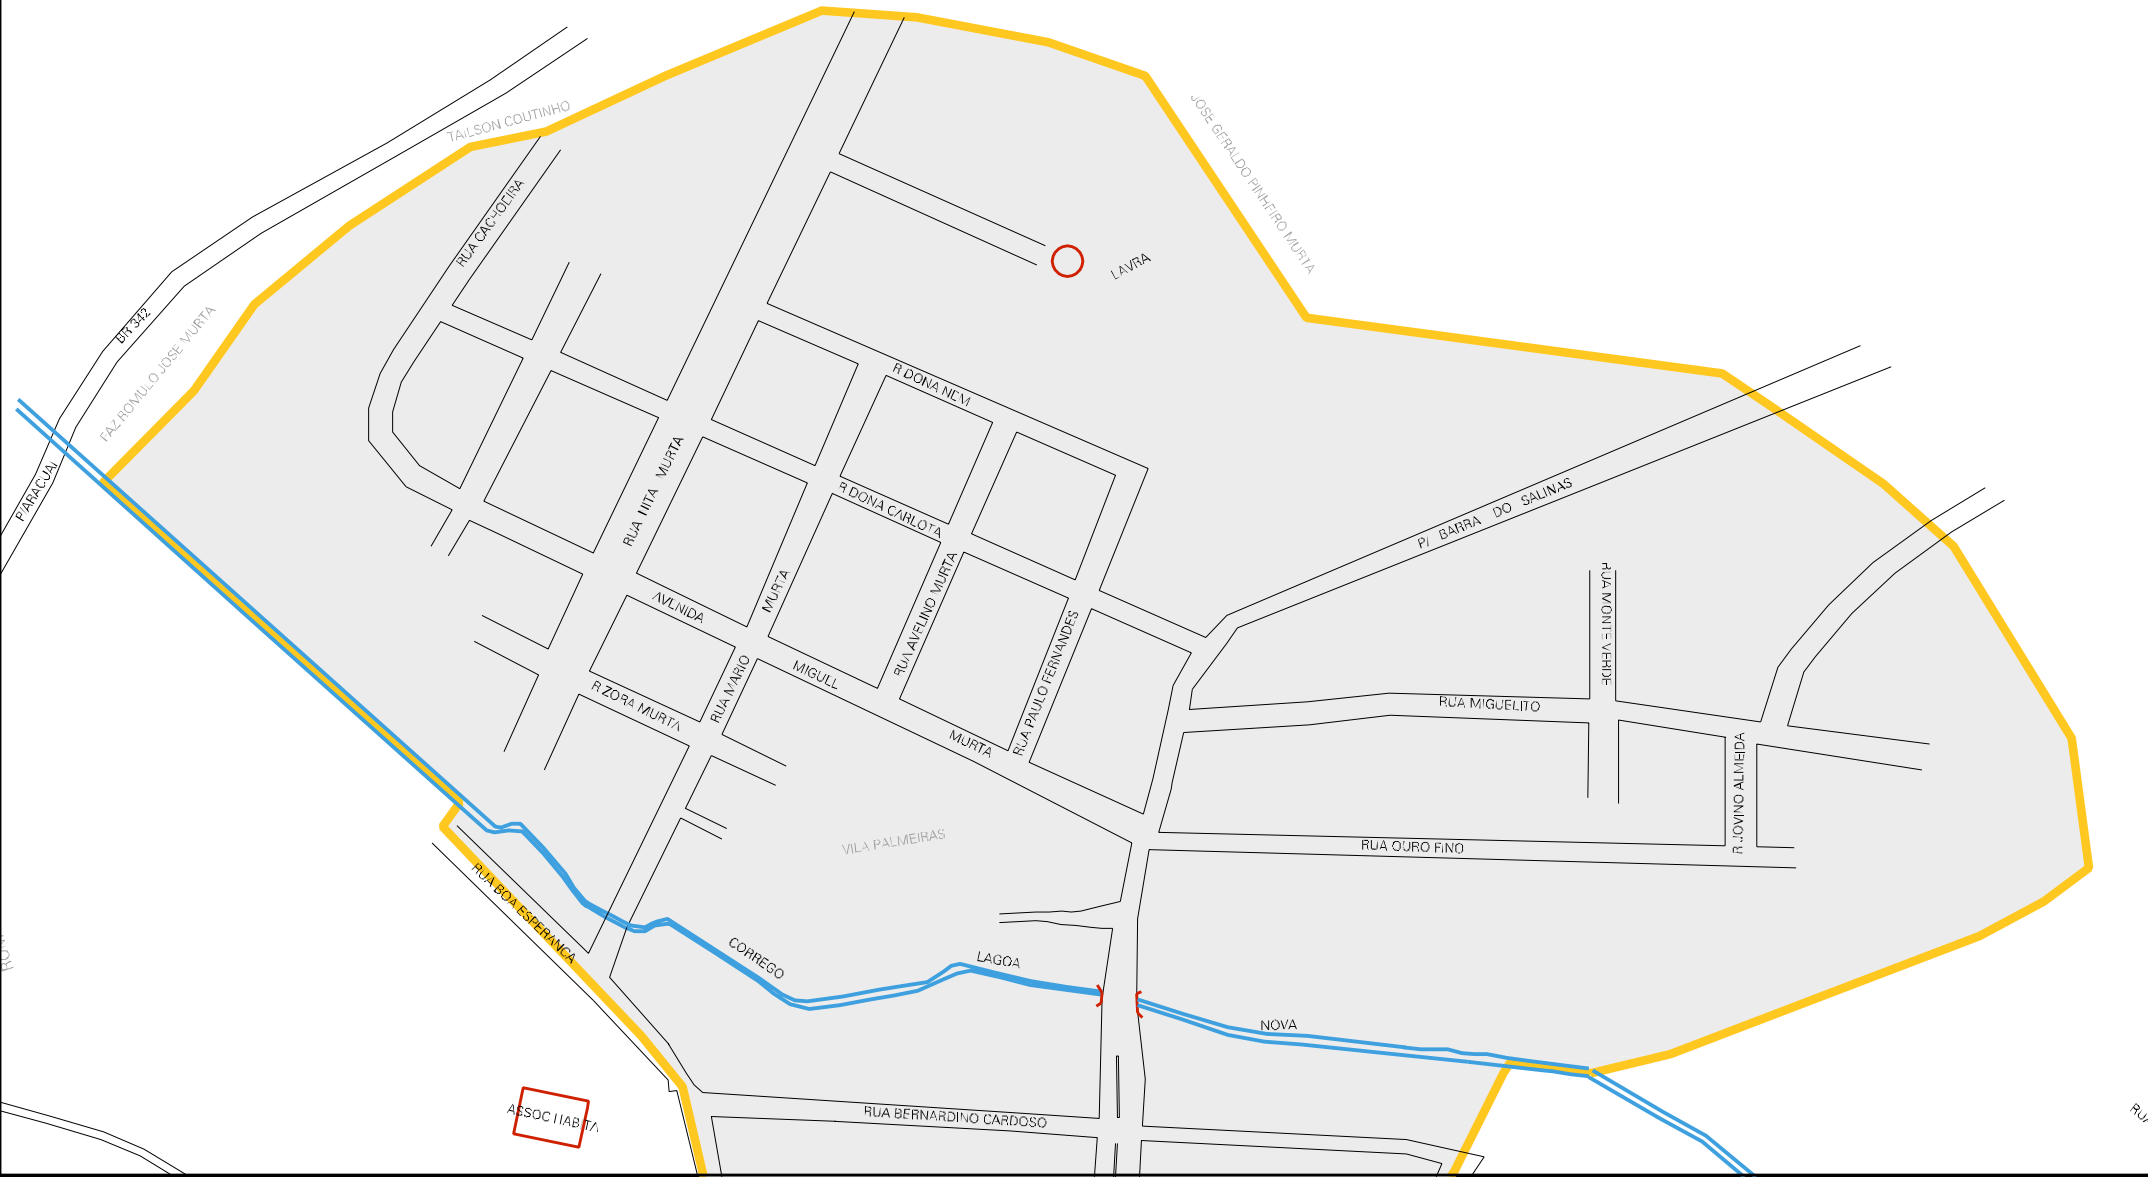 TAILSON COUTINHO
JOSE GERALDO PINHEIRO MURTA
RUA CACHOEIRA
LAVRA
BR 342
FAZ ROMULO JOSE MURTA
R DONA NEM
P/ARACUAI
RUA NITA MURTA
R DONA CARLOTA
P/ BARRA DO SALINAS
RUA MONTE VERDE
AVENIDA
MIGUEL
MURTA
RUA MARIO
MURTA
RUA AVELINO MURTA
RUA PAULO FERNANDES
R ZORA MURTA
RUA MIGUELITO
R JOVINO ALMEIDA
VILA PALMEIRAS
RUA OURO FINO
RUA BOA ESPERANCA
CORREGO
LAGOA
NOVA
ASSOC HABITA
RUA BERNARDINO CARDOSO
RUA